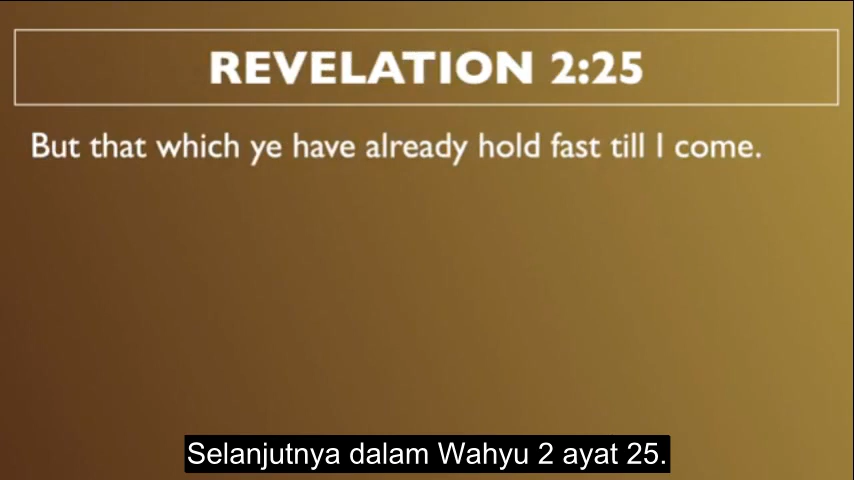 REVELATION 2:25
But that which ye have already hold fast till I come.
Selanjutnya dalam Wahyu 2 ayat 25.